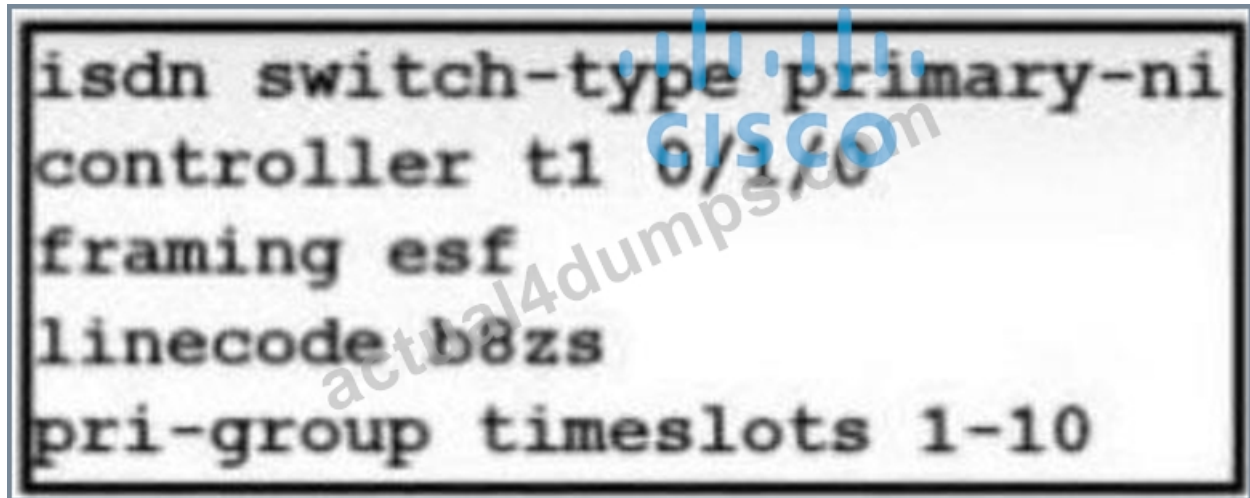 isdn switch-type primary-ni
controller t1 0/1/0
framing esf
linecode b8zs
pri-group timeslots 1-10
CISCO
actual4dumps.com